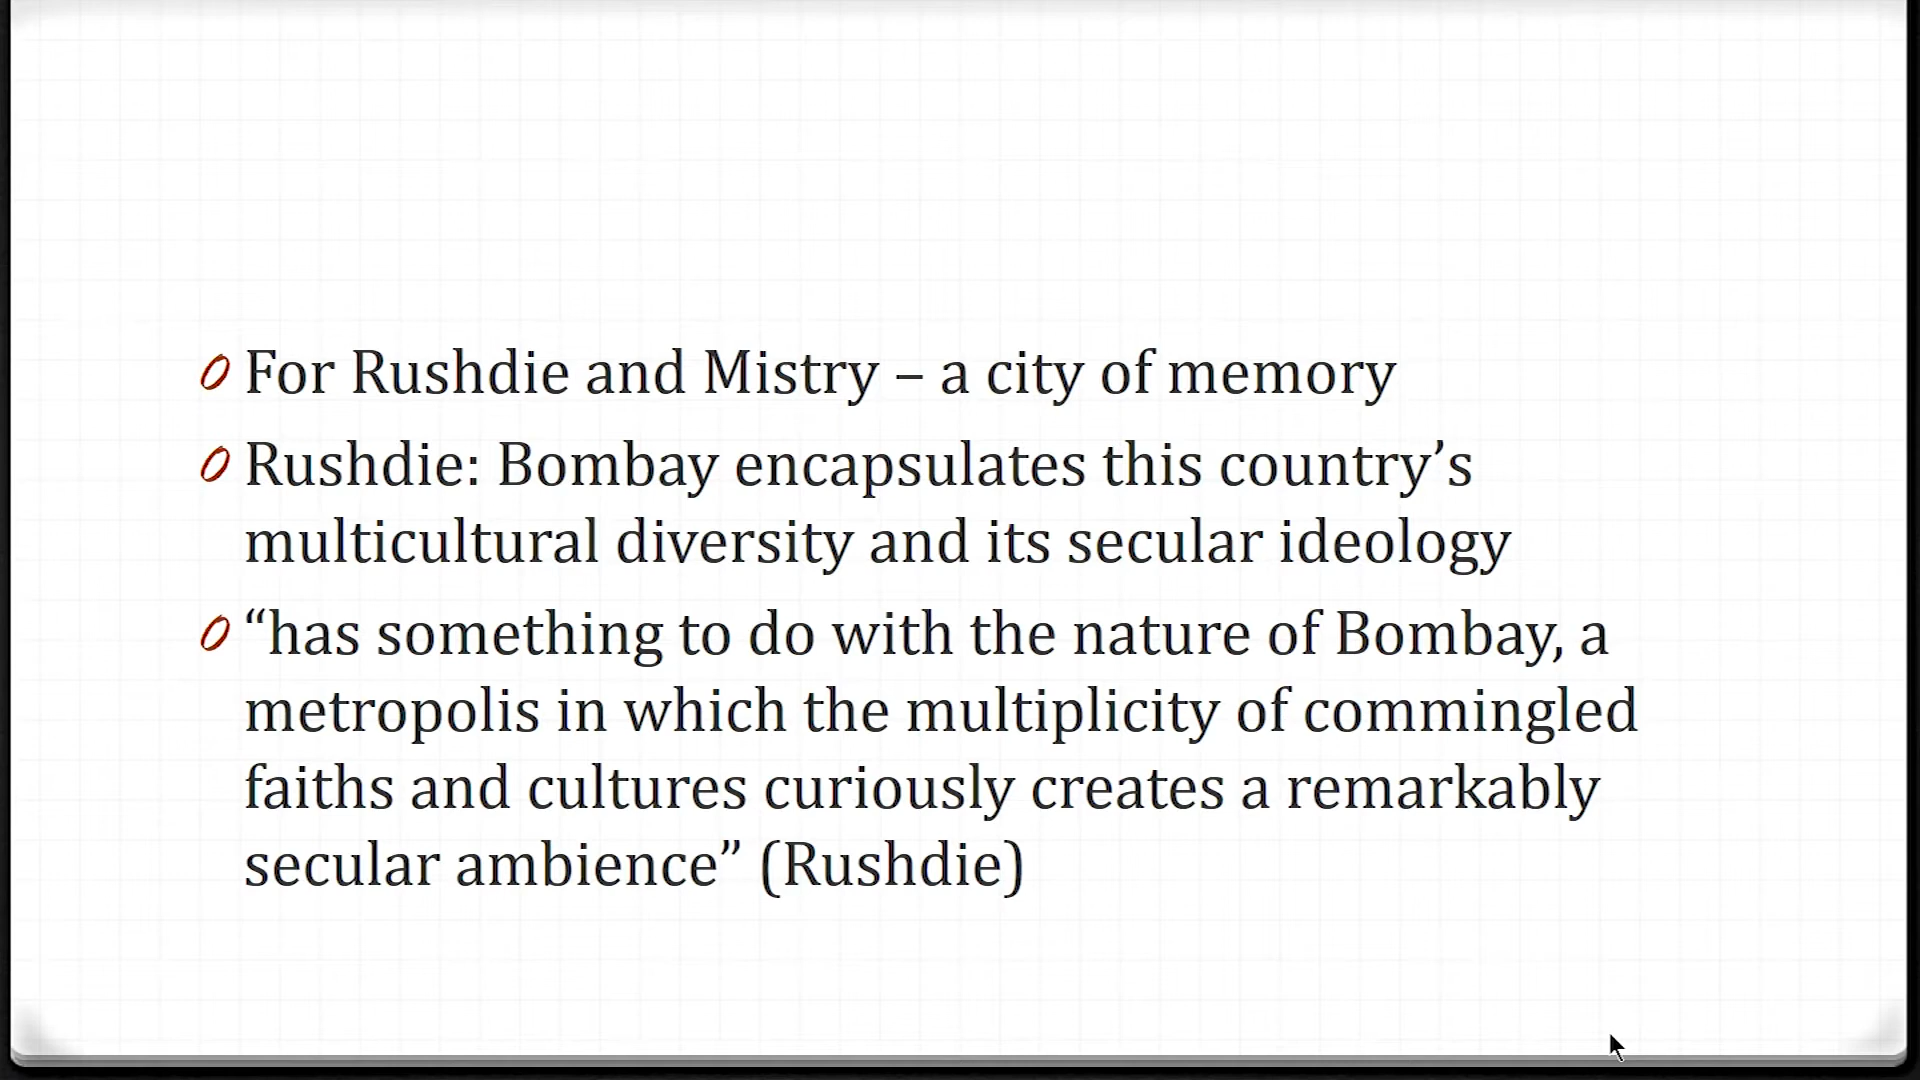 For Rushdie and Mistry – a city of memory
Rushdie: Bombay encapsulates this country’s
multicultural diversity and its secular ideology
“has something to do with the nature of Bombay, a
metropolis in which the multiplicity of commingled
faiths and cultures curiously creates a remarkably
secular ambience” (Rushdie)